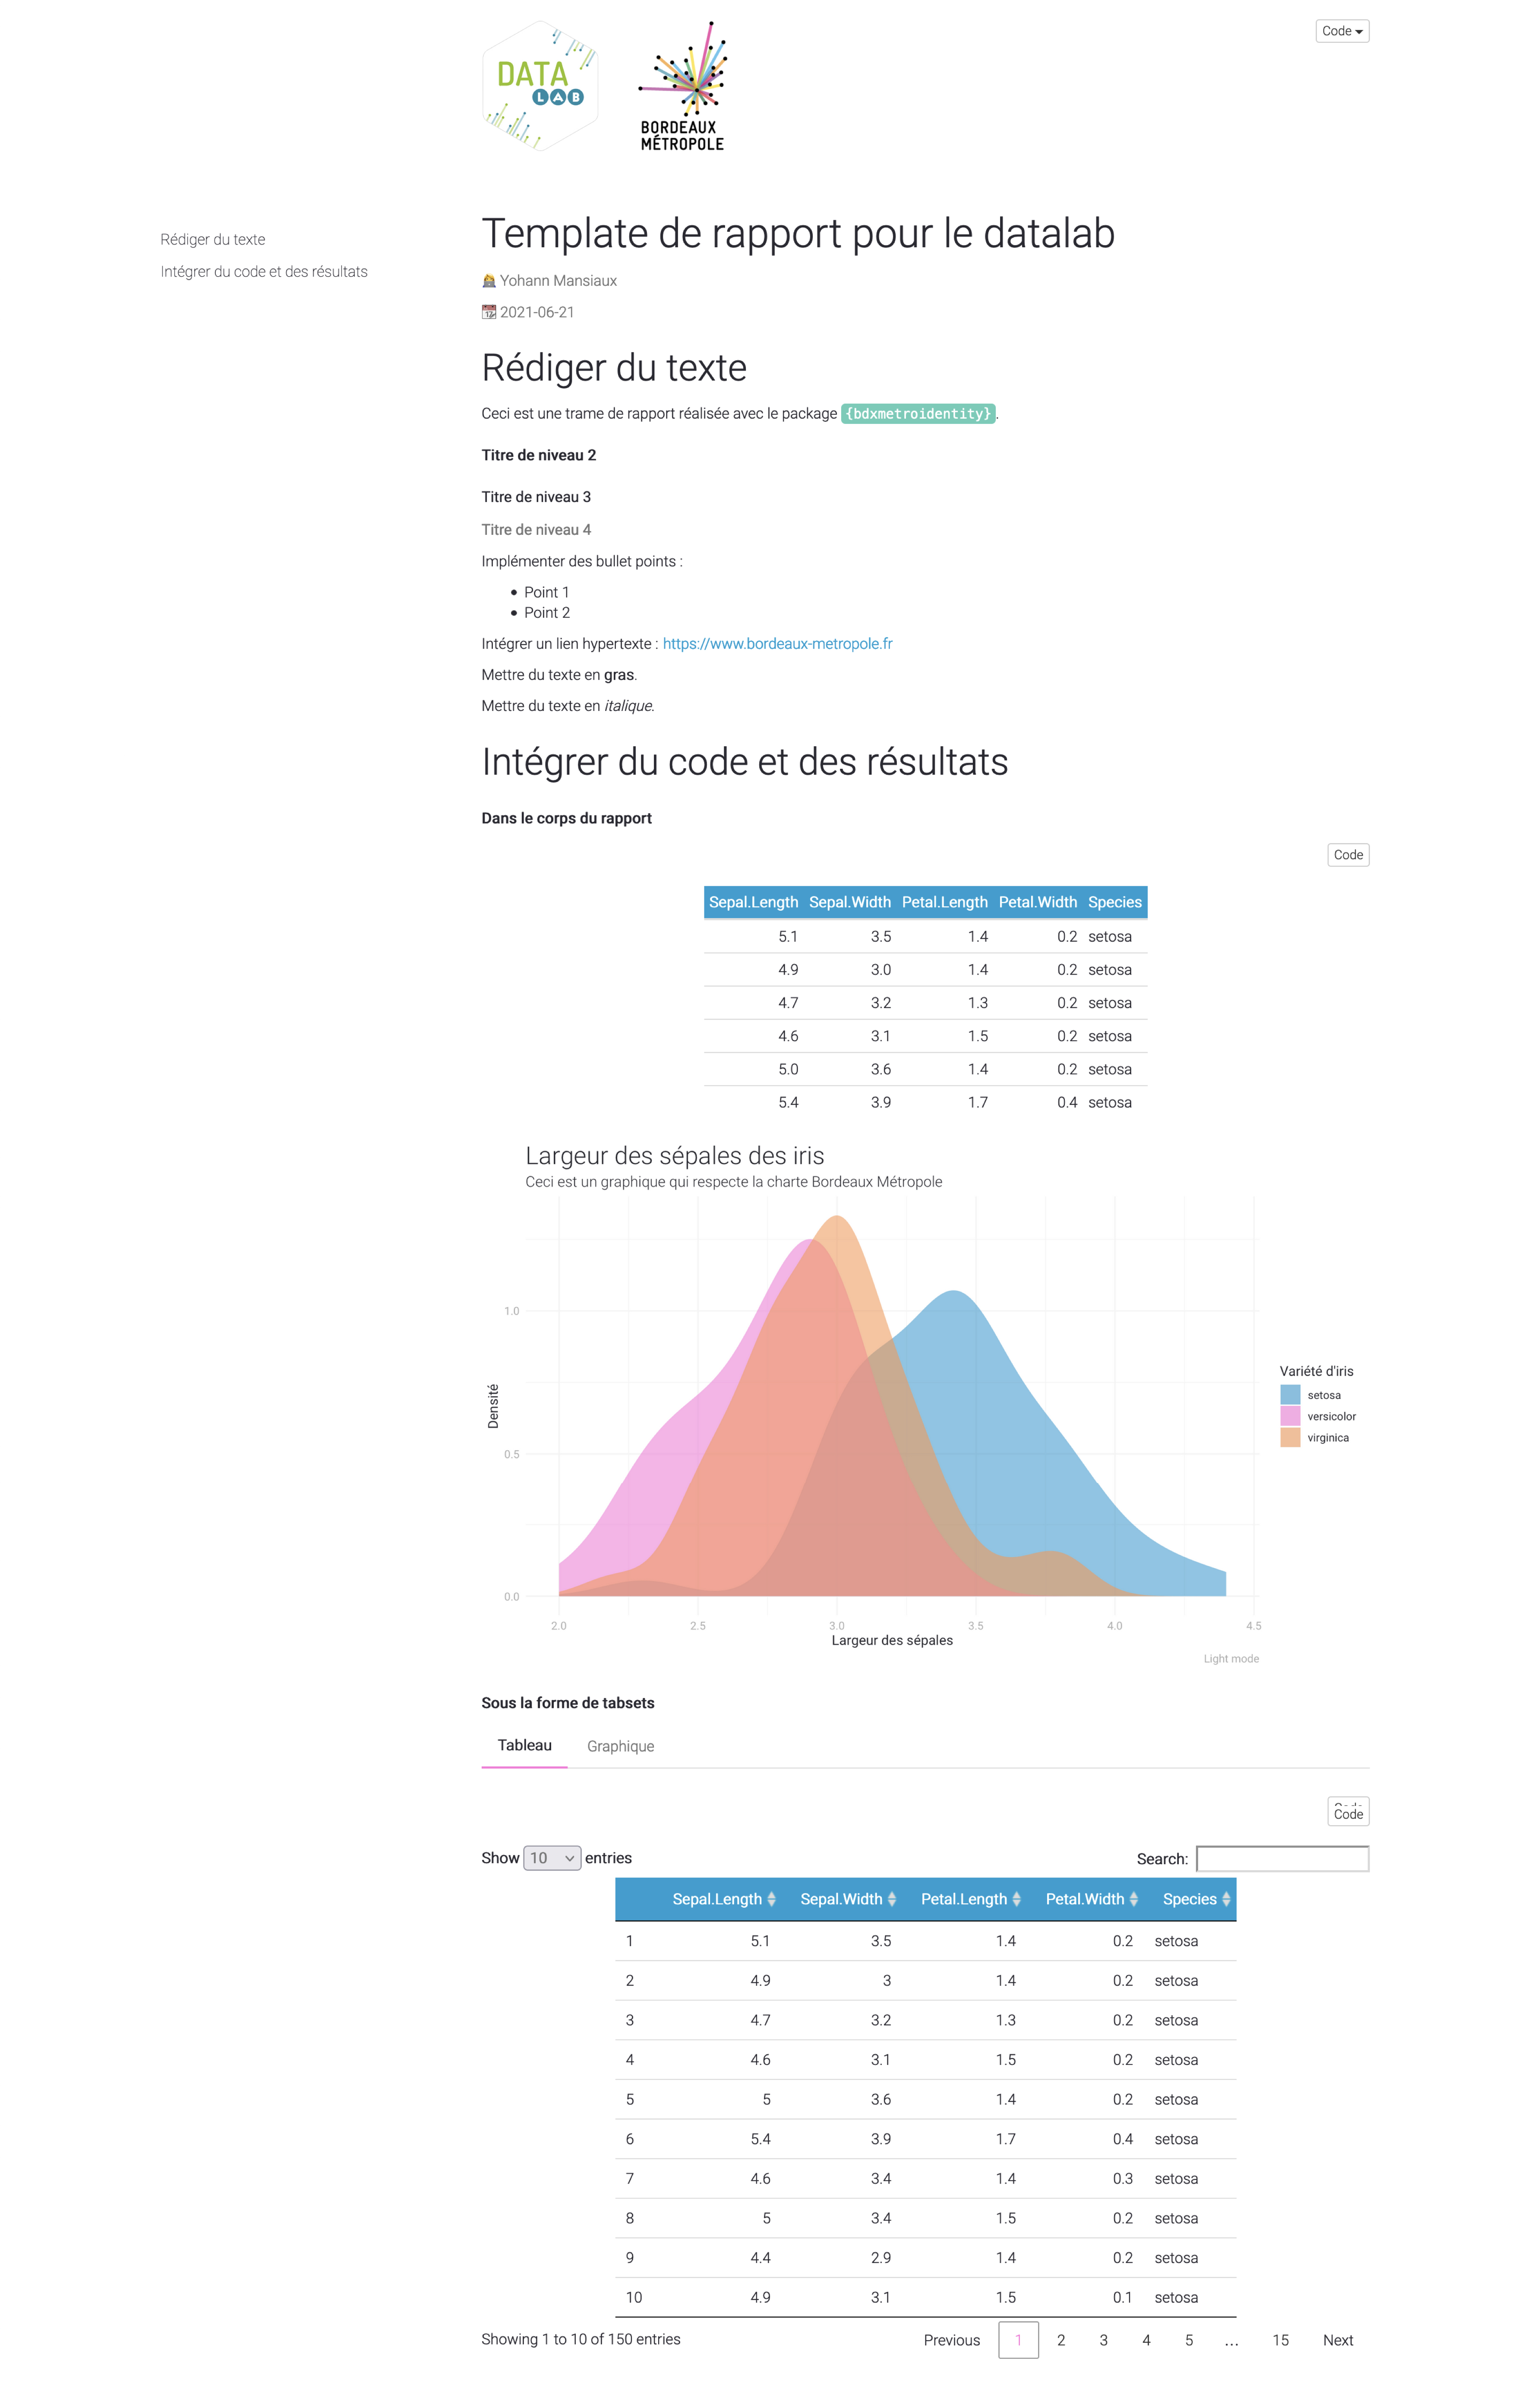 DATA
LAB
BORDEAUX
MÉTROPOLE
Code
Rédiger du texte
Intégrer du code et des résultats
Template de rapport pour le datalab
Yohann Mansiaux
2021-06-21
Rédiger du texte
Ceci est une trame de rapport réalisée avec le package {bdxmetroidentity}.
Titre de niveau 2
Titre de niveau 3
Titre de niveau 4
Implémenter des bullet points :
• Point 1
• Point 2
Intégrer un lien hypertexte : https://www.bordeaux-metropole.fr
Mettre du texte en gras.
Mettre du texte en italique.
Intégrer du code et des résultats
Dans le corps du rapport
Code
Sepal.Length Sepal.Width Petal.Length Petal.Width Species
5.1 3.5 1.4 0.2 setosa
4.9 3.0 1.4 0.2 setosa
4.7 3.2 1.3 0.2 setosa
4.6 3.1 1.5 0.2 setosa
5.0 3.6 1.4 0.2 setosa
5.4 3.9 1.7 0.4 setosa
Largeur des sépales des iris
Ceci est un graphique qui respecte la charte Bordeaux Métropole
1.0
0.5
0.0
Densité
2.0 2.5 3.0 3.5 4.0 4.5
Largeur des sépales
Variété d'iris
setosa
versicolor
virginica
Light mode
Sous la forme de tabsets
Tableau Graphique
Code
Code
Show 10 entries Search:
Sepal.Length Sepal.Width Petal.Length Petal.Width Species
1 5.1 3.5 1.4 0.2 setosa
2 4.9 3 1.4 0.2 setosa
3 4.7 3.2 1.3 0.2 setosa
4 4.6 3.1 1.5 0.2 setosa
5 5 3.6 1.4 0.2 setosa
6 5.4 3.9 1.7 0.4 setosa
7 4.6 3.4 1.4 0.3 setosa
8 5 3.4 1.5 0.2 setosa
9 4.4 2.9 1.4 0.2 setosa
10 4.9 3.1 1.5 0.1 setosa
Showing 1 to 10 of 150 entries Previous 1 2 3 4 5 … 15 Next